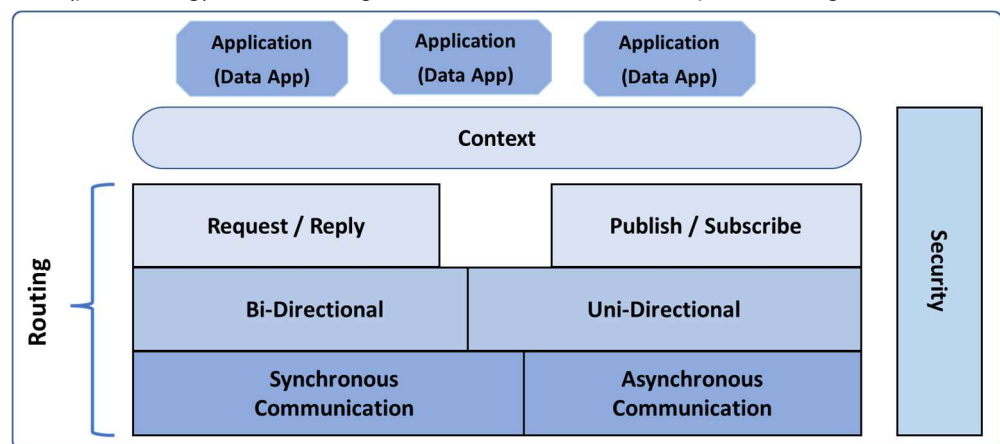 Application
(Data App)
Application
(Data App)
Application
(Data App)
Context
Request / Reply
Publish / Subscribe
Bi-Directional
Uni-Directional
Synchronous
Communication
Asynchronous
Communication
Routing
Security